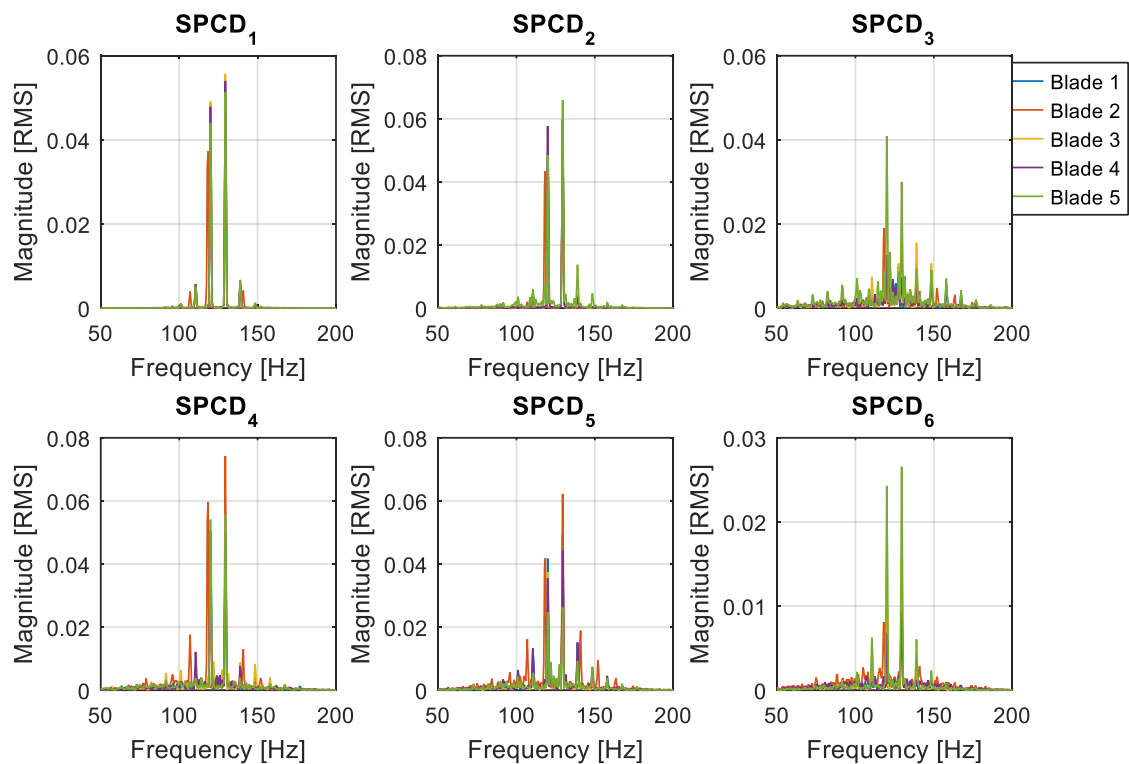 SPCD1
0.06
0.04
0.02
0
50 100 150 200
Magnitude [RMS]
Frequency [Hz]
SPCD2
0.08
0.06
0.04
0.02
0
50 100 150 200
Magnitude [RMS]
Frequency [Hz]
SPCD3
0.06
0.04
0.02
0
50 100 150 200
Magnitude [RMS]
Frequency [Hz]
Blade 1
Blade 2
Blade 3
Blade 4
Blade 5
SPCD4
0.08
0.06
0.04
0.02
0
50 100 150 200
Magnitude [RMS]
Frequency [Hz]
SPCD5
0.08
0.06
0.04
0.02
0
50 100 150 200
Magnitude [RMS]
Frequency [Hz]
SPCD6
0.03
0.02
0.01
0
50 100 150 200
Magnitude [RMS]
Frequency [Hz]